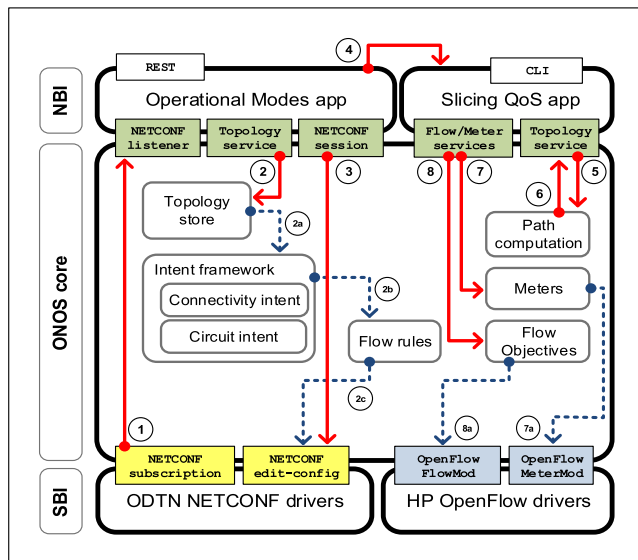 REST
4
CLI
NBI
Operational Modes app
Slicing QoS app
NETCONF
listener
Topology
service
NETCONF
session
Flow/Meter
services
Topology
service
2
3
8
7
6
5
ONOS core
Topology
store
2a
Path
computation
Intent framework
Connectivity intent
Circuit intent
2b
Meters
Flow rules
Flow
Objectives
2c
1
8a
7a
NETCONF
subscription
NETCONF
edit-config
OpenFlow
FlowMod
OpenFlow
MeterMod
SBI
ODTN NETCONF drivers
HP OpenFlow drivers